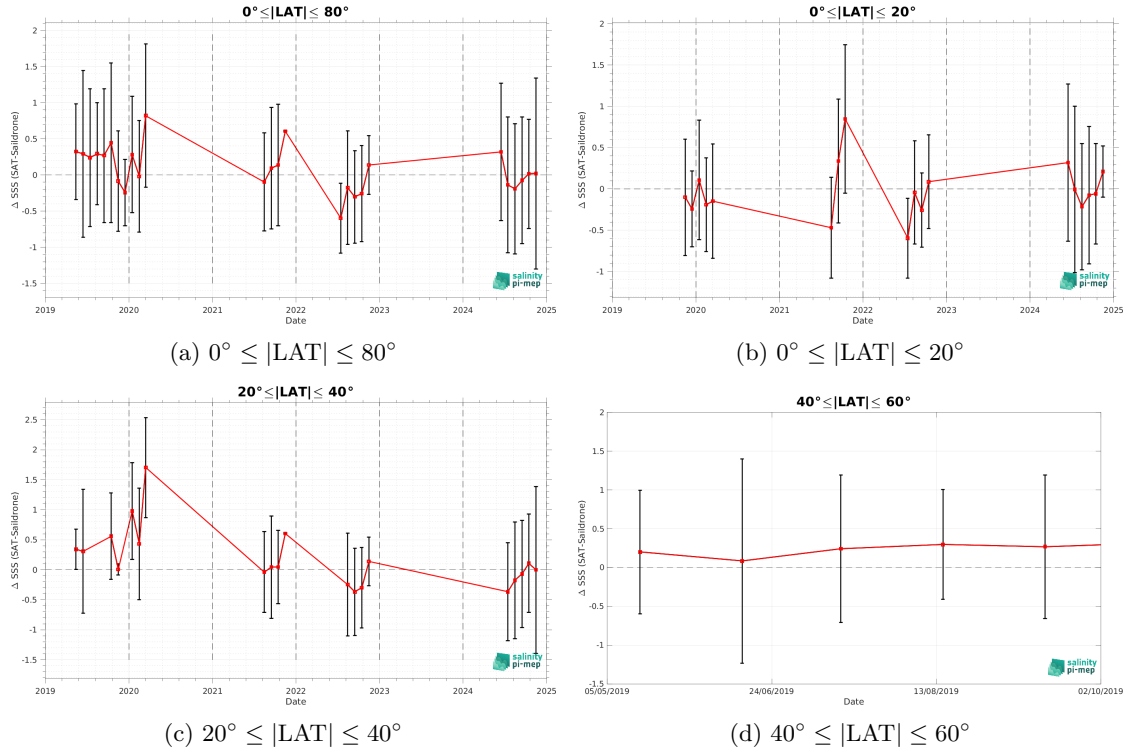 0°≤|LAT|≤ 80°
Δ SSS (SAT-Saildrone)
2
1.5
1
0.5
0
-0.5
-1
-1.5
2019
2020
2021
2022
2023
2024
2025
Date
salinity
pi-mep
(a) 0° ≤ |LAT| ≤ 80°
0°≤|LAT|≤ 20°
Δ SSS (SAT-Saildrone)
2
1.5
1
0.5
0
-0.5
-1
2019
2020
2021
2022
2023
2024
2025
Date
salinity
pi-mep
(b) 0° ≤ |LAT| ≤ 20°
20°≤|LAT|≤ 40°
Δ SSS (SAT-Saildrone)
2.5
2
1.5
1
0.5
0
-0.5
-1
-1.5
2019
2020
2021
2022
2023
2024
2025
Date
salinity
pi-mep
(c) 20° ≤ |LAT| ≤ 40°
40°≤|LAT|≤ 60°
Δ SSS (SAT-Saildrone)
2
1.5
1
0.5
0
-0.5
-1
-1.5
05/05/2019
24/06/2019
13/08/2019
02/10/2019
Date
salinity
pi-mep
(d) 40° ≤ |LAT| ≤ 60°